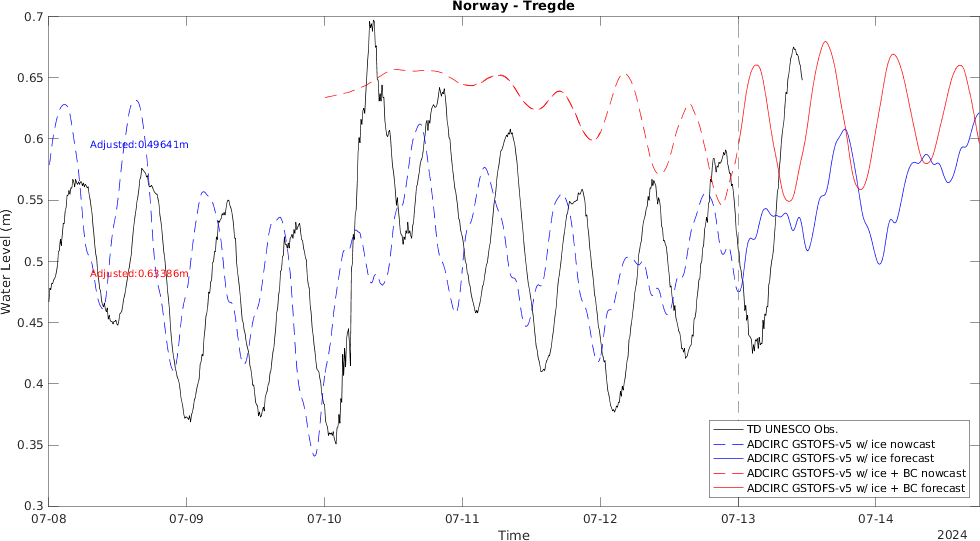 Norway - Tregde
0.7
0.65
0.6
0.55
0.5
0.45
0.4
0.35
0.3
Water Level (m)
Adjusted:0.49641m
Adjusted:0.63386m
TD UNESCO Obs.
ADCIRC GSTOFS-v5 w/ ice nowcast
ADCIRC GSTOFS-v5 w/ ice forecast
ADCIRC GSTOFS-v5 w/ ice + BC nowcast
ADCIRC GSTOFS-v5 w/ ice + BC forecast
07-08 07-09 07-10 07-11 07-12 07-13 07-14
Time
2024